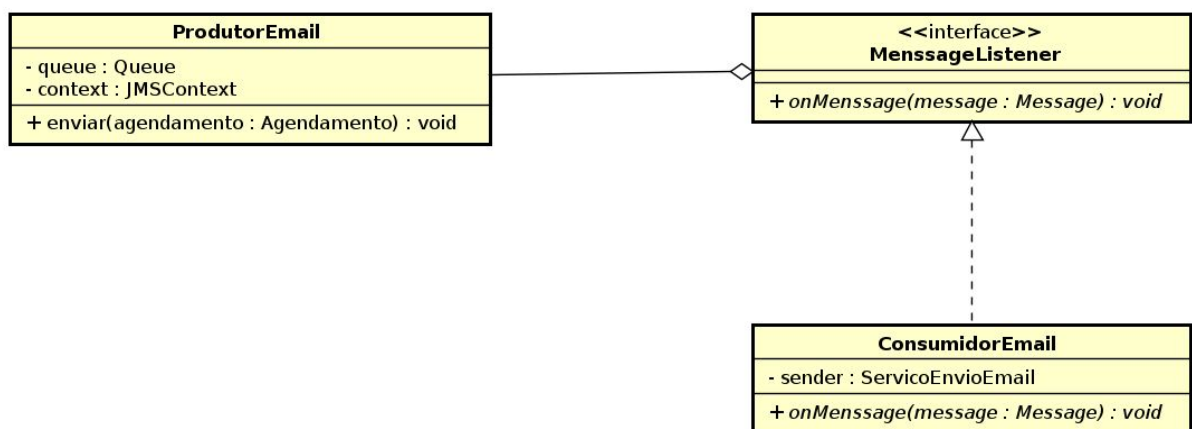 ProdutorEmail
- queue : Queue
- context : JMSContext
+ enviar(agendamento : Agendamento) : void
<<interface>>
MenssageListener
+ onMenssage(message : Message) : void
ConsumidorEmail
- sender : ServicoEnvioEmail
+ onMenssage(message : Message) : void